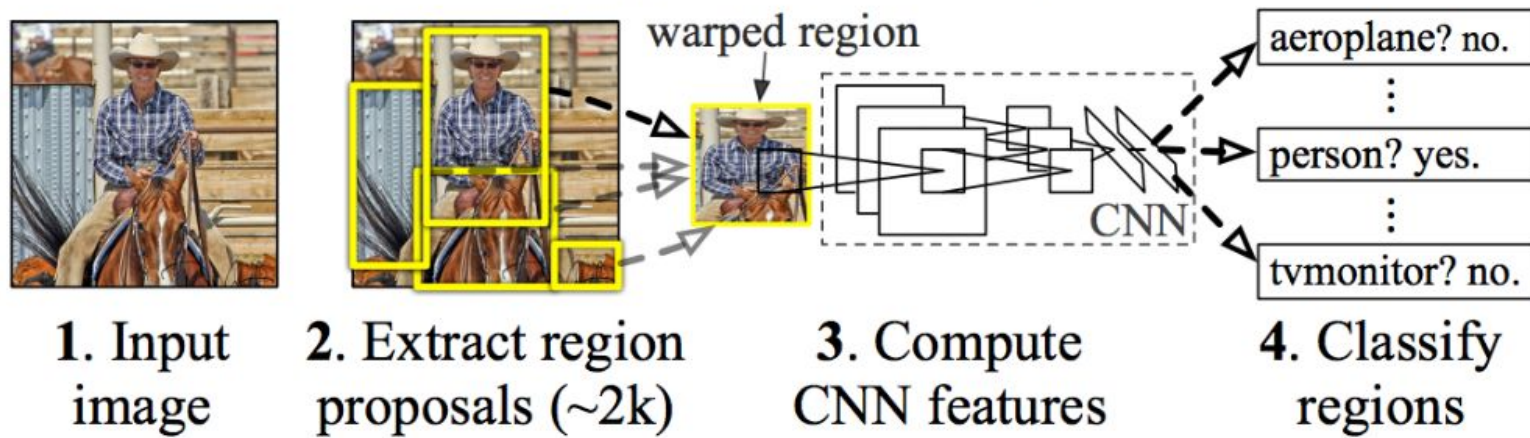 warped region
aeroplane? no.
person? yes.
CNN
tvmonitor? no.
1. Input
image
2. Extract region
proposals (~2k)
3. Compute
CNN features
4. Classify
regions